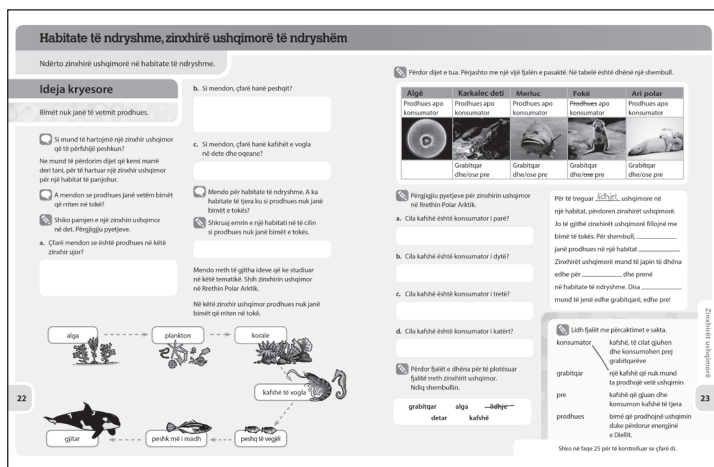 Habitate të ndryshme, zinxhirë ushqimorë të ndryshëm
Ndërto zinxhirë ushqimorë në habitate të ndryshme.
Ideja kryesore
Bimët nuk janë të vetmit prodhues.
Si mund të hartojmë një zinxhir ushqimor
që të përfshijë peshkun?
Ne mund të përdorim dijet që kemi marrë
deri tani, për të hartuar një zinxhir ushqimor
për një habitat të panjohur.
A mendon se prodhues janë vetëm bimët
që rriten në tokë?
Shiko pamjen e një zinxhiri ushqimor
në det. Përgjigju pyetjeve.
a. Çfarë mendon se është prodhues në këtë
zinxhir ujor?
b. Si mendon, çfarë hanë peshqit?
c. Si mendon, çfarë hanë kafshët e vogla
në dete dhe oqeane?
Mendo për habitate të ndryshme. A ka
habitate të tjera ku si prodhues nuk janë
bimët e tokës?
Shkruaj emrin e një habitati në të cilin
si prodhues nuk janë bimët e tokës.
Mendo rreth të gjitha ideve që ke studiuar
në këtë tematikë. Shih zinxhirin ushqimor
në Rrethin Polar Arktik.
Në këtë zinxhir ushqimor prodhues nuk janë
bimët që rriten në tokë.
alga
plankton
korale
kafshë të vogla
peshq të vegjël
peshk më i madh
gjitar
22
Përdor dijet e tua. Përjashto me një vijë fjalën e pasaktë. Në tabelë është dhënë një shembull.
Algë Karkalec deti Merluc Fokë Ari polar
Prodhues apo konsumator Prodhues apo konsumator Prodhues apo konsumator Prodhues apo konsumator Prodhues apo konsumator
Grabitqar dhe/ose pre Grabitqar dhe/ose pre Grabitqar dhe/ose pre Grabitqar dhe/ose pre
Përgjigju pyetjeve për zinxhirin ushqimor
në Rrethin Polar Arktik.
a. Cila kafshë është konsumator i parë?
b. Cila kafshë është konsumator i dytë?
c. Cila kafshë është konsumator i tretë?
d. Cila kafshë është konsumator i katërt?
Përdor fjalët e dhëna për të plotësuar
fjalitë rreth zinxhirit ushqimor.
Ndiq shembullin.
grabitqar alga lidhje
detar kafshë
Për të treguar lidhjet ushqimore në
një habitat, përdoren zinxhirët ushqimorë.
Jo të gjithë zinxhirët ushqimorë fillojnë me
bimë të tokës. Për shembull, ________
janë prodhues në një habitat ________
Zinxhirët ushqimorë mund të japin të dhëna
edhe për ________ dhe prenë
në habitate të ndryshme. Disa ________
mund të jenë edhe grabitqarë, edhe pre!
Lidh fjalët me përcaktimet e sakta.
konsumator kafshë, të cilat gjuhen
dhe konsumohen prej
grabitqarëve
grabitqar një kafshë që nuk mund
ta prodhojë vetë ushqimin
pre kafshë që gjuan dhe
konsumon kafshë të tjera
prodhues bimë që prodhojnë ushqimin
duke përdorur energjinë
e Diellit.
Shko në faqe 25 për të kontrolluar se çfarë di.
Zinxhirët ushqimorë
23